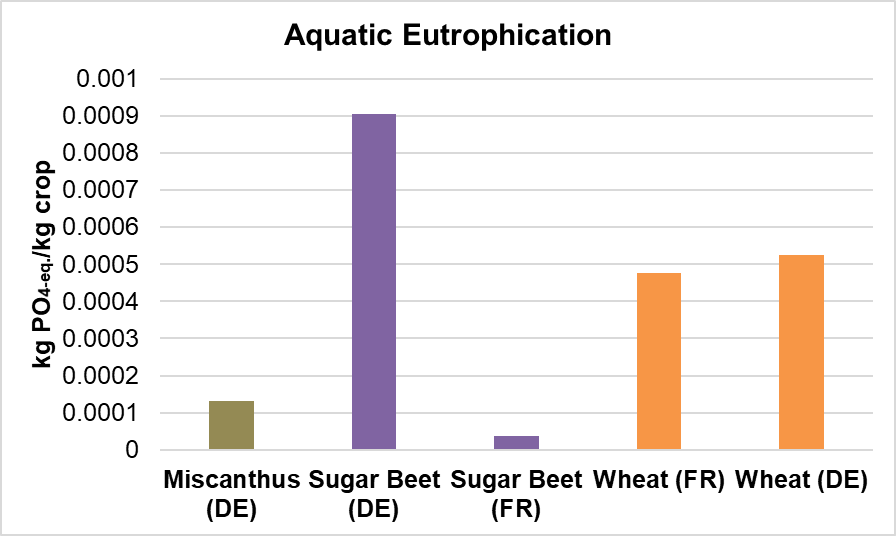 Aquatic Eutrophication
kg PO4-eq./kg crop
0.001
0.0009
0.0008
0.0007
0.0006
0.0005
0.0004
0.0003
0.0002
0.0001
0
Miscanthus
(DE)
Sugar Beet
(DE)
Sugar Beet
(FR)
Wheat (FR)
Wheat (DE)